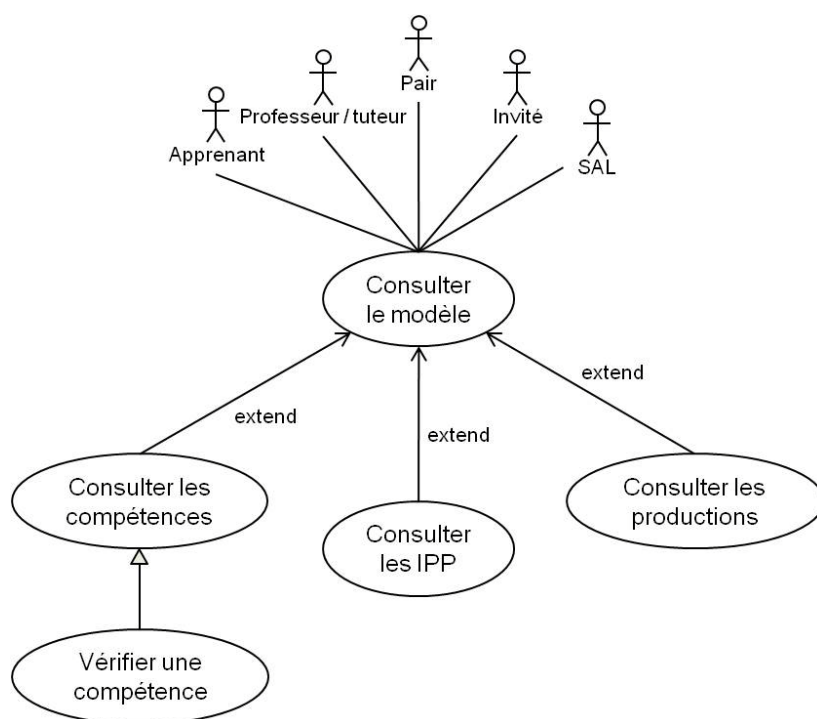 Pair
Professeur / tuteur
Invité
Apprenant
SAL
Consulter
le modèle
extend
extend
extend
Consulter les
compétences
Consulter
les IPP
Consulter les
productions
Vérifier une
compétence